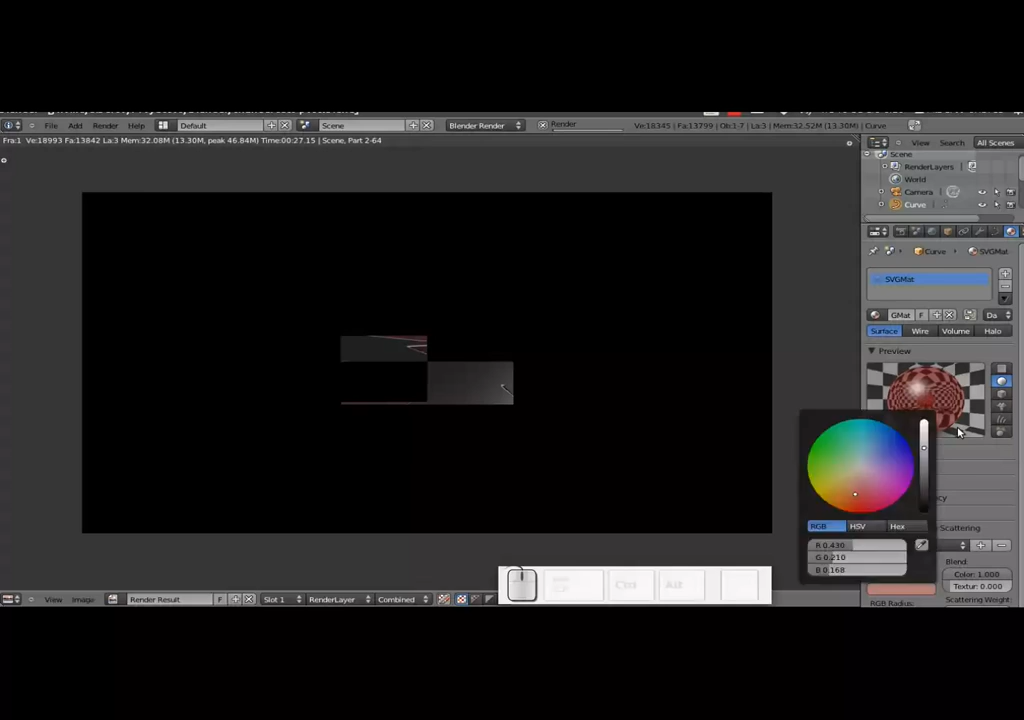 File Add Render Help Default Scene Blender Render Render Ve:18345 | Fa:13799 | Ob:1-7 | La:3 | Mem:32.52M (13.30M) | Curve
Fra:1 Ve:18993 Fa:13842 La:3 Mem:32.08M (13.30M, peak 46.84M) Time:00:27.15 | Scene, Part 2-64
View Search All Scenes
Scene
RenderLayers
World
Camera
Curve
Curve SVGMat
SVGMat
GMat F Da
Surface Wire Volume Halo
Preview
RGB HSV Hex
Scattering
R 0.430
G 0.210
B 0.168
Blend:
Color: 1.000
Textur: 0.000
RGB Radius: Scattering Weight:
Ctrl Alt
View Image Render Result F Slot 1 RenderLayer Combined